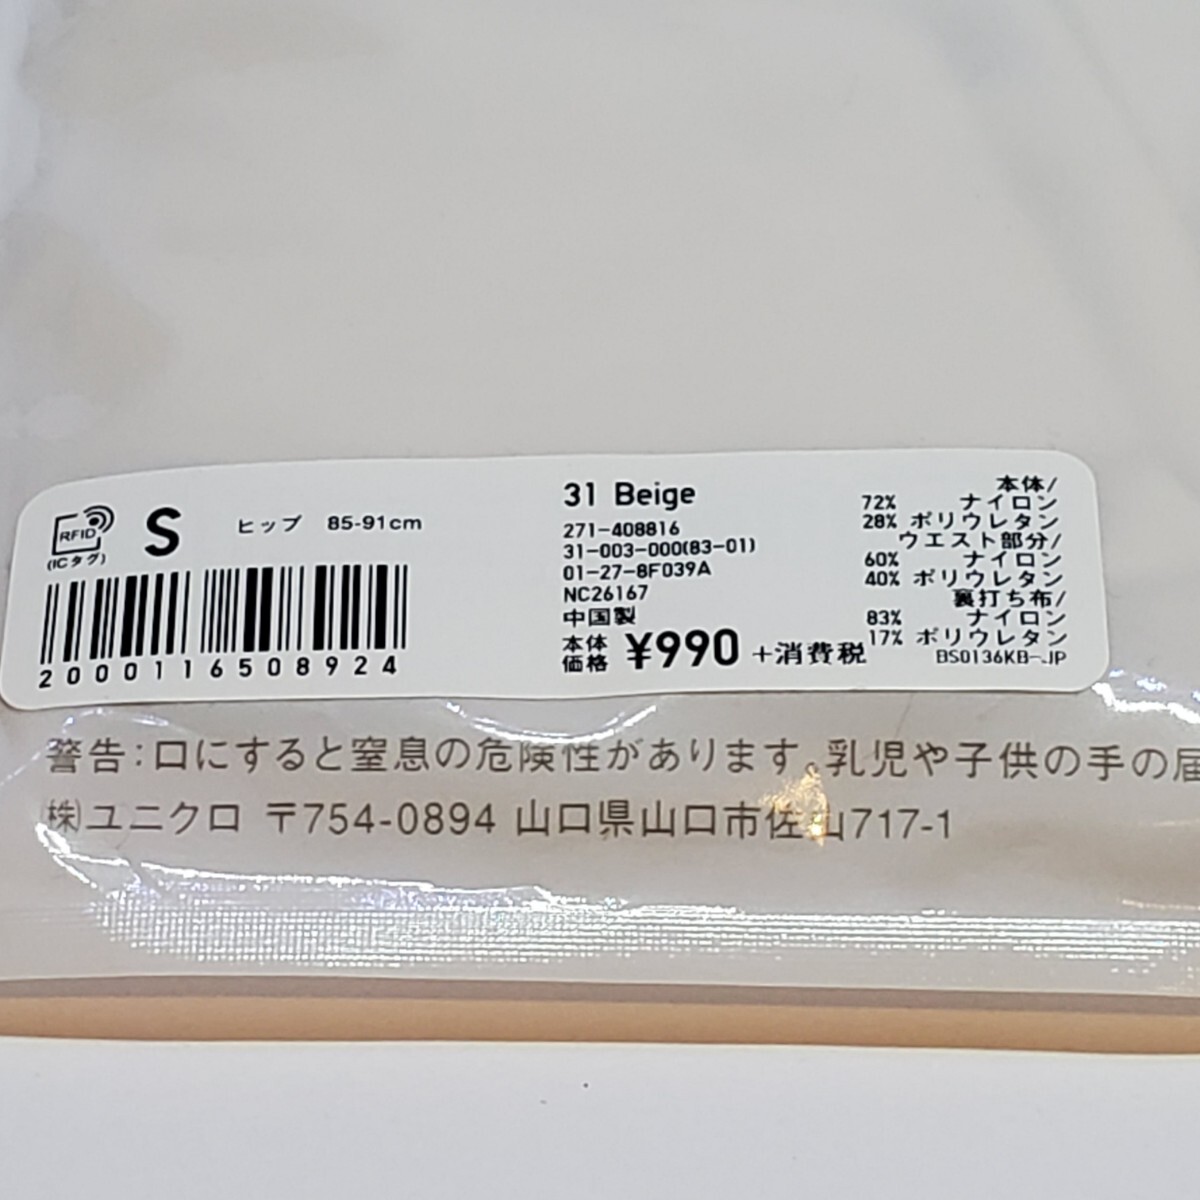 RFID
(ICタグ)
S
ヒップ 85-91cm
2000116508924
31 Beige
271-408816
31-003-000(83-01)
01-27-8F039A
NC26167
中国製
本体価格 ¥990 +消費税
本体/
72% ナイロン
28% ポリウレタン
ウエスト部分/
60% ナイロン
40% ポリウレタン
裏打ち布/
83% ナイロン
17% ポリウレタン
BS0136KB-JP
警告:口にすると窒息の危険性があります。乳児や子供の手の届
㈱ユニクロ 〒754-0894 山口県山口市佐山717-1